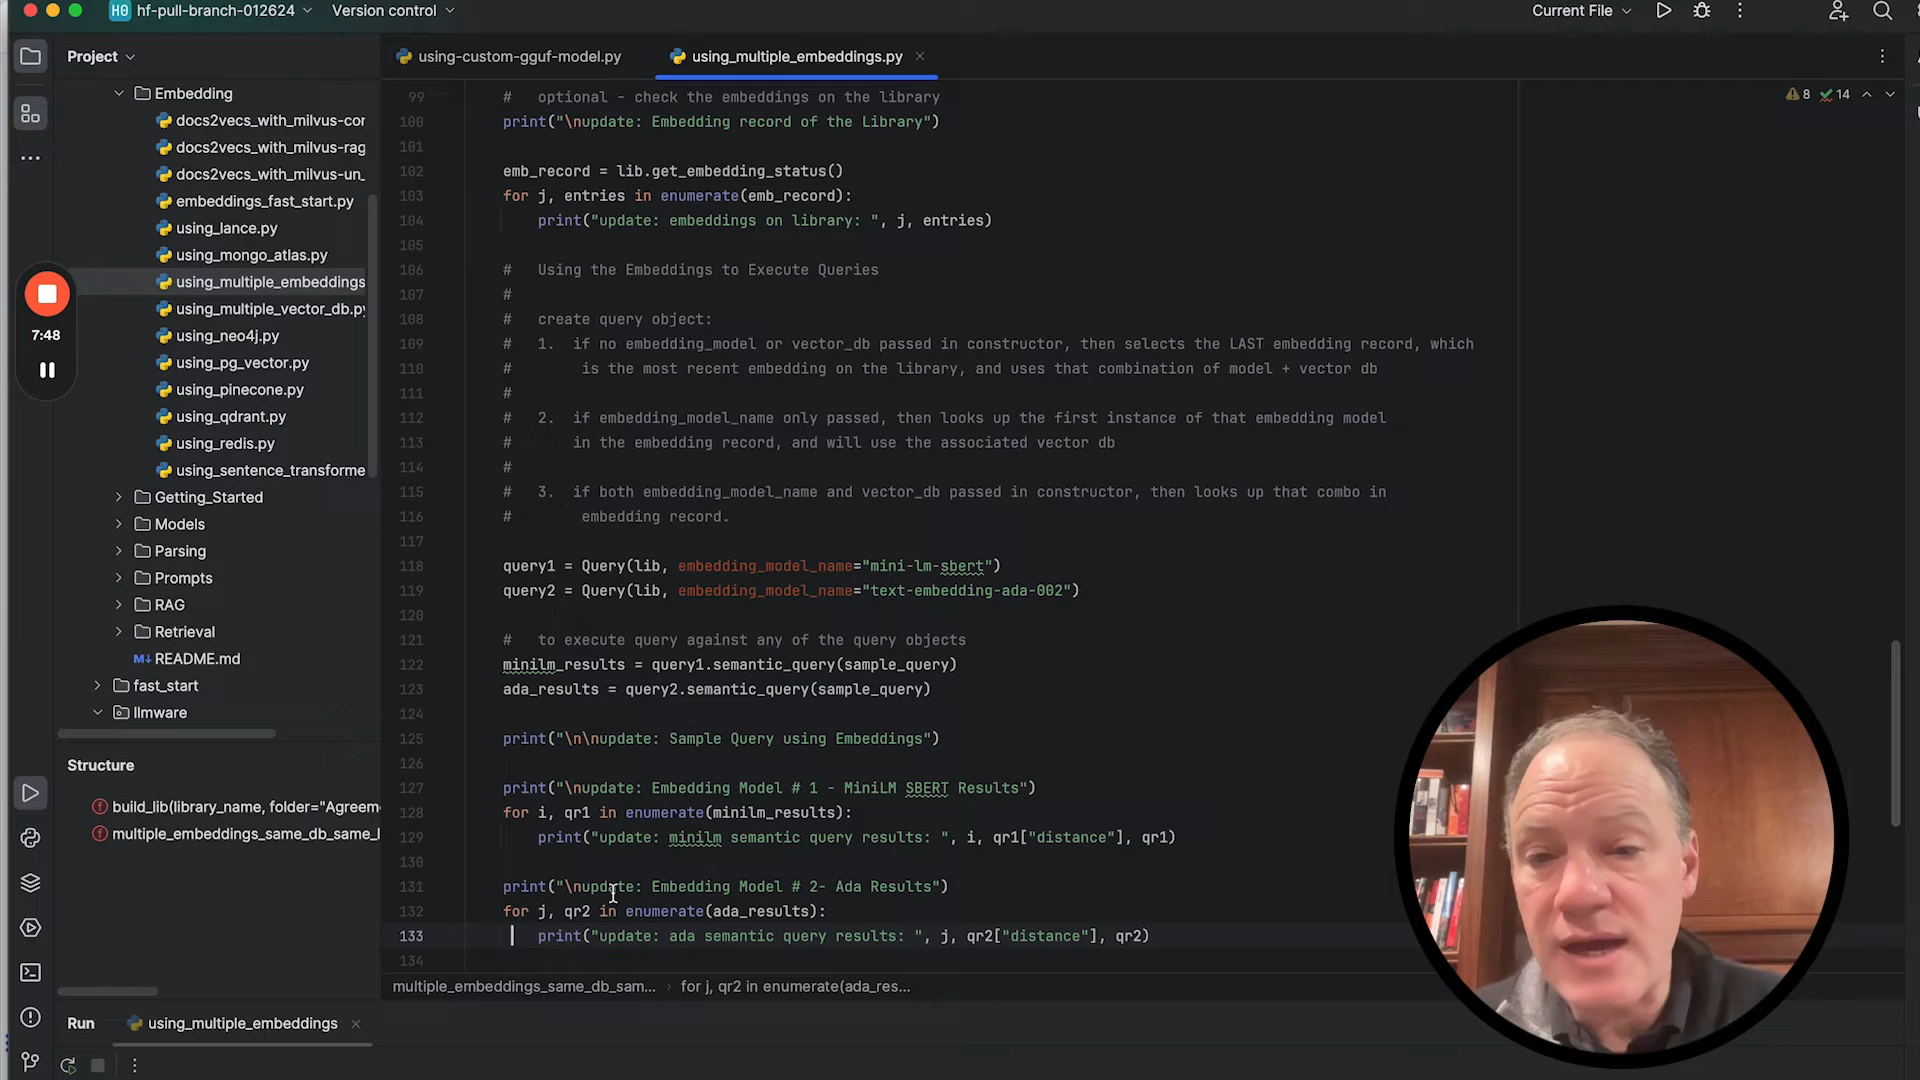 H0 hf-pull-branch-012624 Version control Current File
Project
using-custom-gguf-model.py using_multiple_embeddings.py
8 14
Embedding
docs2vecs_with_milvus-cor
docs2vecs_with_milvus-rag
docs2vecs_with_milvus-un_
embeddings_fast_start.py
using_lance.py
using_mongo_atlas.py
using_multiple_embeddings
using_multiple_vector_db.py
using_neo4j.py
using_pg_vector.py
using_pinecone.py
using_qdrant.py
using_redis.py
using_sentence_transforme
Getting_Started
Models
Parsing
Prompts
RAG
Retrieval
M↓ README.md
fast_start
llmware
7:48
Structure
f build_lib(library_name, folder="Agreeme
f multiple_embeddings_same_db_same_l
99 # optional - check the embeddings on the library
100 print("\nupdate: Embedding record of the Library")
101
102 emb_record = lib.get_embedding_status()
103 for j, entries in enumerate(emb_record):
104 print("update: embeddings on library: ", j, entries)
105
106 # Using the Embeddings to Execute Queries
107 #
108 # create query object:
109 # 1. if no embedding_model or vector_db passed in constructor, then selects the LAST embedding record, which
110 # is the most recent embedding on the library, and uses that combination of model + vector db
111 #
112 # 2. if embedding_model_name only passed, then looks up the first instance of that embedding model
113 # in the embedding record, and will use the associated vector db
114 #
115 # 3. if both embedding_model_name and vector_db passed in constructor, then looks up that combo in
116 # embedding record.
117
118 query1 = Query(lib, embedding_model_name="mini-lm-sbert")
119 query2 = Query(lib, embedding_model_name="text-embedding-ada-002")
120
121 # to execute query against any of the query objects
122 minilm_results = query1.semantic_query(sample_query)
123 ada_results = query2.semantic_query(sample_query)
124
125 print("\n\nupdate: Sample Query using Embeddings")
126
127 print("\nupdate: Embedding Model # 1 - MiniLM SBERT Results")
128 for i, qr1 in enumerate(minilm_results):
129 print("update: minilm semantic query results: ", i, qr1["distance"], qr1)
130
131 print("\nupdate: Embedding Model # 2- Ada Results")
132 for j, qr2 in enumerate(ada_results):
133 print("update: ada semantic query results: ", j, qr2["distance"], qr2)
134
multiple_embeddings_same_db_sam... for j, qr2 in enumerate(ada_res...
Run using_multiple_embeddings